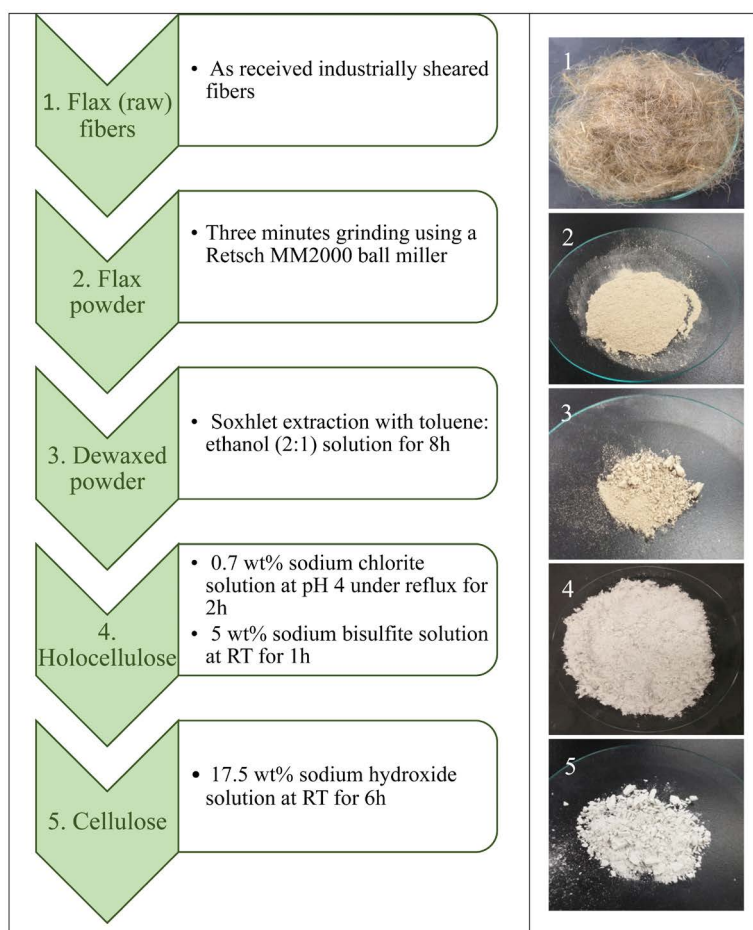 1. Flax (raw)
fibers
• As received industrially sheared
fibers
2. Flax
powder
• Three minutes grinding using a
Retsch MM2000 ball miller
3. Dewaxed
powder
• Soxhlet extraction with toluene:
ethanol (2:1) solution for 8h
4.
Holocellulose
• 0.7 wt% sodium chlorite
solution at pH 4 under reflux for
2h
• 5 wt% sodium bisulfite solution
at RT for 1h
5. Cellulose
• 17.5 wt% sodium hydroxide
solution at RT for 6h
1
2
3
4
5